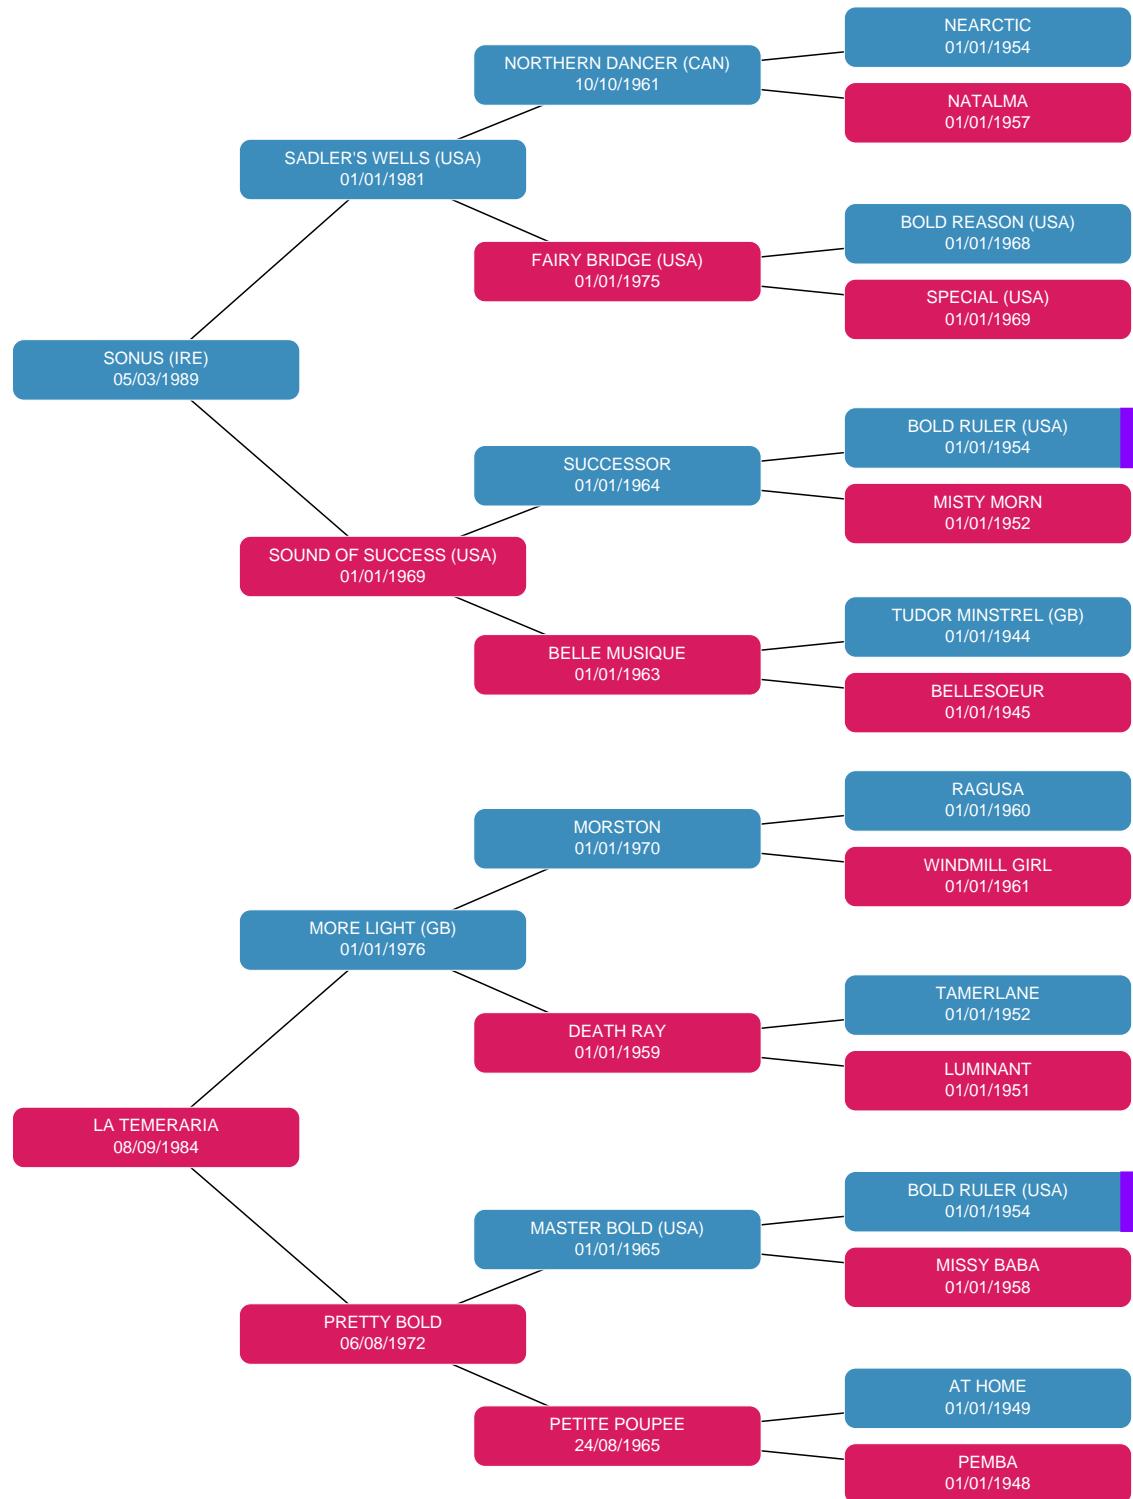 NEARCTIC
01/01/1954
NORTHERN DANCER (CAN)
10/10/1961
NATALMA
01/01/1957
SADLER'S WELLS (USA)
01/01/1981
BOLD REASON (USA)
01/01/1968
FAIRY BRIDGE (USA)
01/01/1975
SPECIAL (USA)
01/01/1969
SONUS (IRE)
05/03/1989
BOLD RULER (USA)
01/01/1954
SUCCESSOR
01/01/1964
MISTY MORN
01/01/1952
SOUND OF SUCCESS (USA)
01/01/1969
TUDOR MINSTREL (GB)
01/01/1944
BELLE MUSIQUE
01/01/1963
BELLESOEUR
01/01/1945
RAGUSA
01/01/1960
MORSTON
01/01/1970
WINDMILL GIRL
01/01/1961
MORE LIGHT (GB)
01/01/1976
TAMERLANE
01/01/1952
DEATH RAY
01/01/1959
LUMINANT
01/01/1951
LA TEMERARIA
08/09/1984
BOLD RULER (USA)
01/01/1954
MASTER BOLD (USA)
01/01/1965
MISSY BABA
01/01/1958
PRETTY BOLD
06/08/1972
AT HOME
01/01/1949
PETITE POUPEE
24/08/1965
PEMBA
01/01/1948